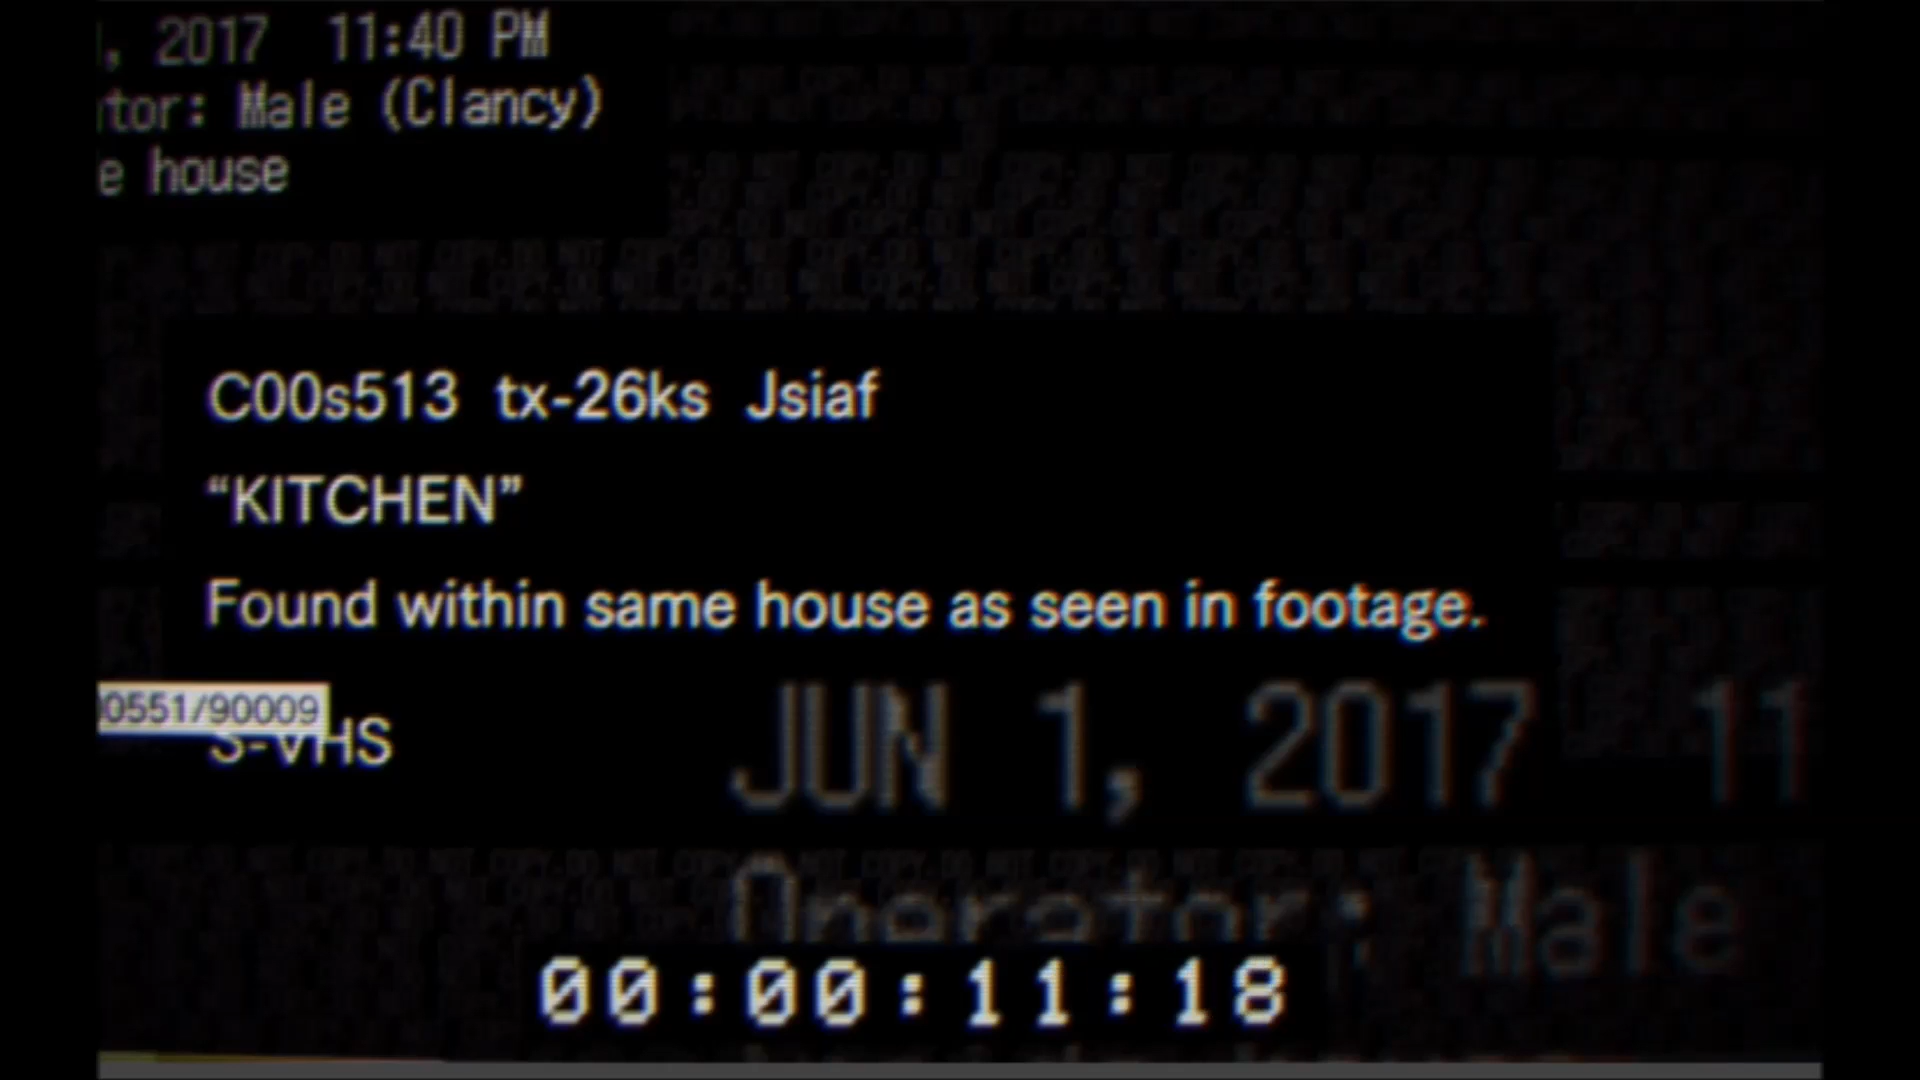 , 2017 11:40 PM
tor: Male (Clancy)
e house
C00s513 tx-26ks Jsiaf
“KITCHEN”
Found within same house as seen in footage.
0551/90009
S-VHS
JUN 1, 2017 11
Operator: Male
00:00:11:18